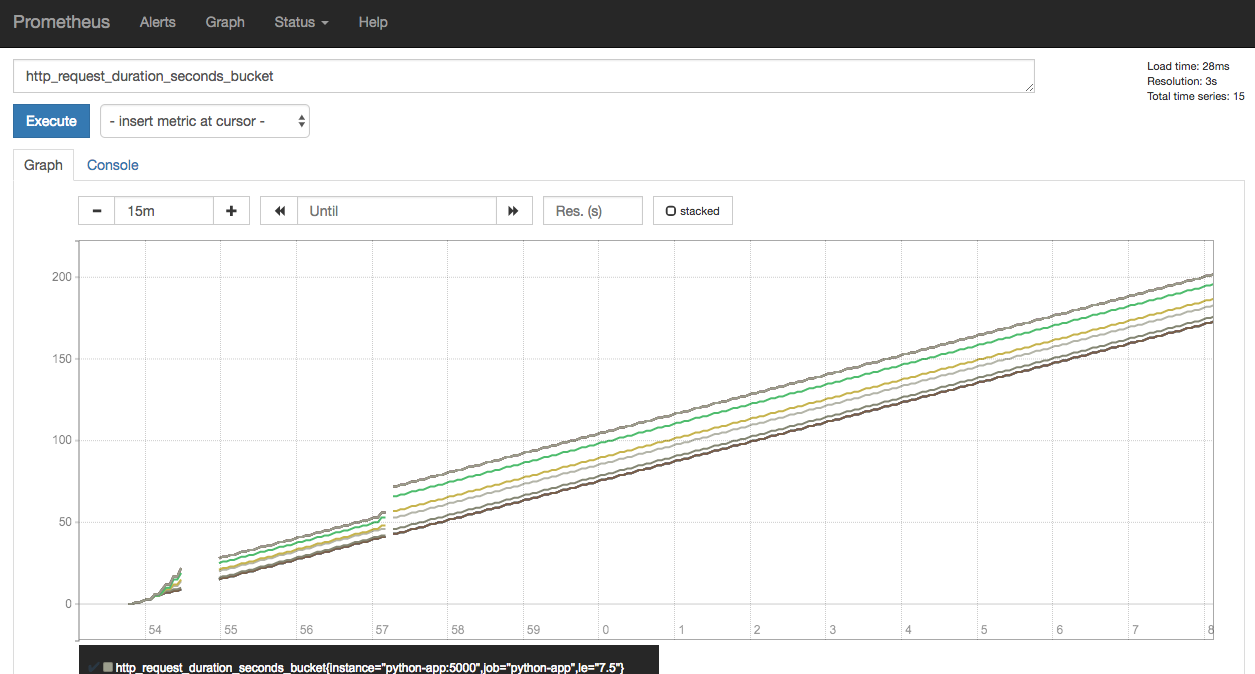 Prometheus Alerts Graph Status Help
http_request_duration_seconds_bucket
Load time: 28ms
Resolution: 3s
Total time series: 15
Execute - insert metric at cursor -
Graph Console
15m Until Res. (s) stacked
200
150
100
50
0
54 55 56 57 58 59 0 1 2 3 4 5 6 7 8
http_request_duration_seconds_bucket{instance="python-app:5000",job="python-app",le="7.5"}